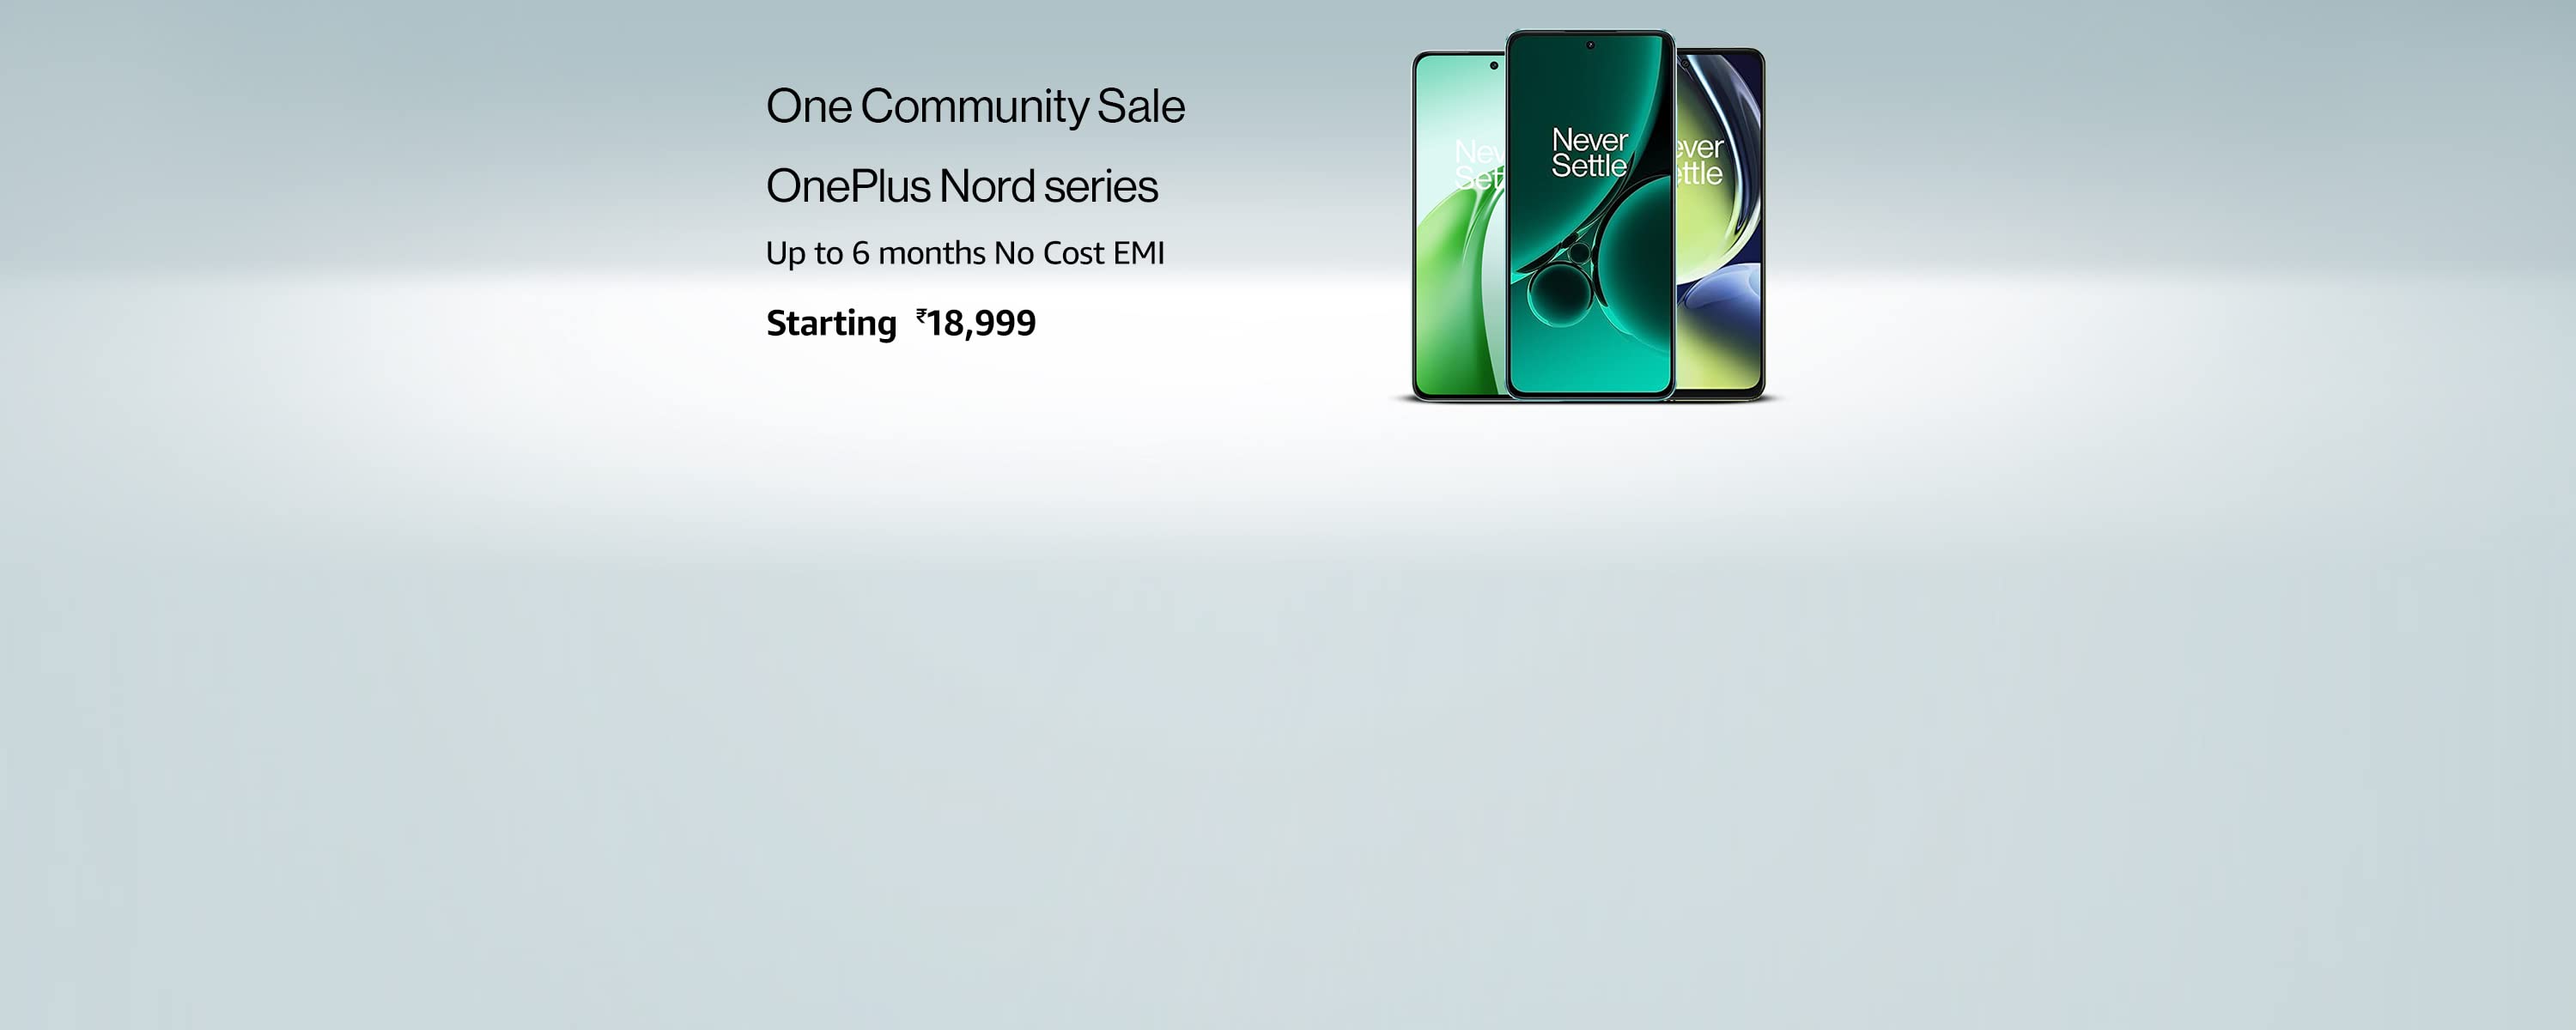 One Community Sale
OnePlus Nord series
Up to 6 months No Cost EMI
Starting ₹18,999
Never
Settle